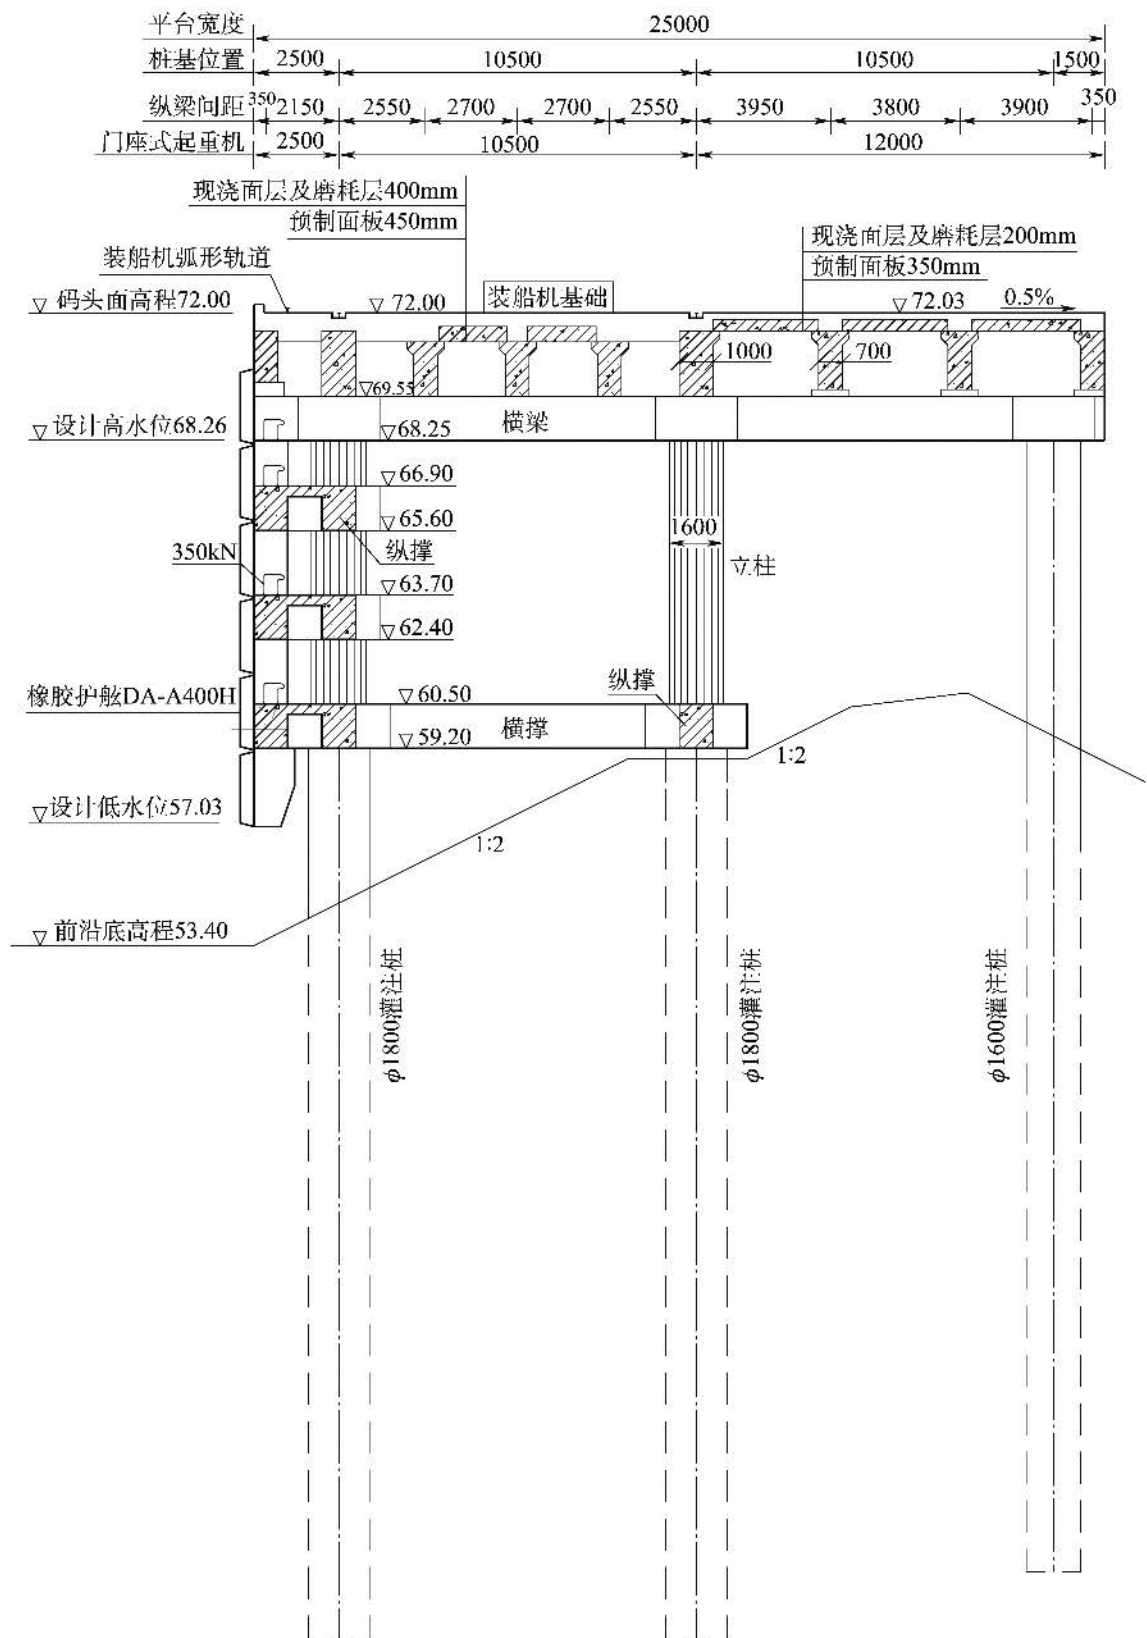 平台宽度 25000
桩基位置 2500 10500 10500 1500
纵梁间距 350 2150 2550 2700 2700 2550 3950 3800 3900 350
门座式起重机 2500 10500 12000
现浇面层及磨耗层400mm
预制面板450mm
现浇面层及磨耗层200mm
预制面板350mm
装船机弧形轨道
码头面高程72.00 72.00 装船机基础 72.03 0.5%
1000 700
69.55
设计高水位68.26 68.25 横梁
66.90
65.60 1600
350kN 纵撑 立柱
63.70
62.40
橡胶护舷DA-A400H 60.50 纵撑
59.20 横撑
1:2
设计低水位57.03
1:2
前沿底高程53.40
φ1800灌注桩
φ1800灌注桩
φ1600灌注桩